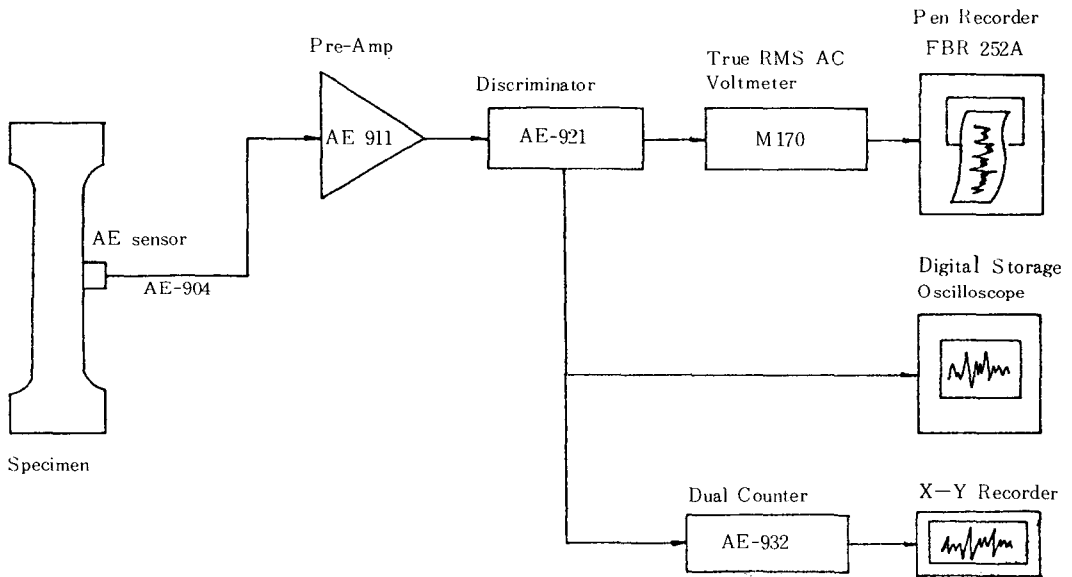 Pen Recorder
FBR 252A
Pre-Amp
True RMS AC
Voltmeter
Discriminator
AE 911
AE-921
M170
AE sensor
AE-904
Digital Storage
Oscilloscope
Specimen
Dual Counter
X-Y Recorder
AE-932